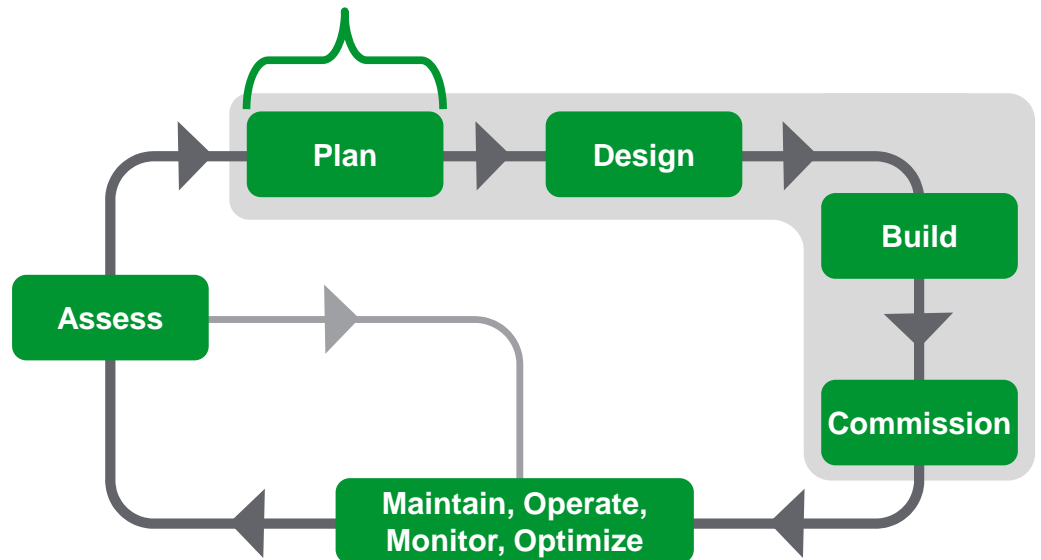 Plan
Design
Build
Assess
Commission
Maintain, Operate,
Monitor, Optimize